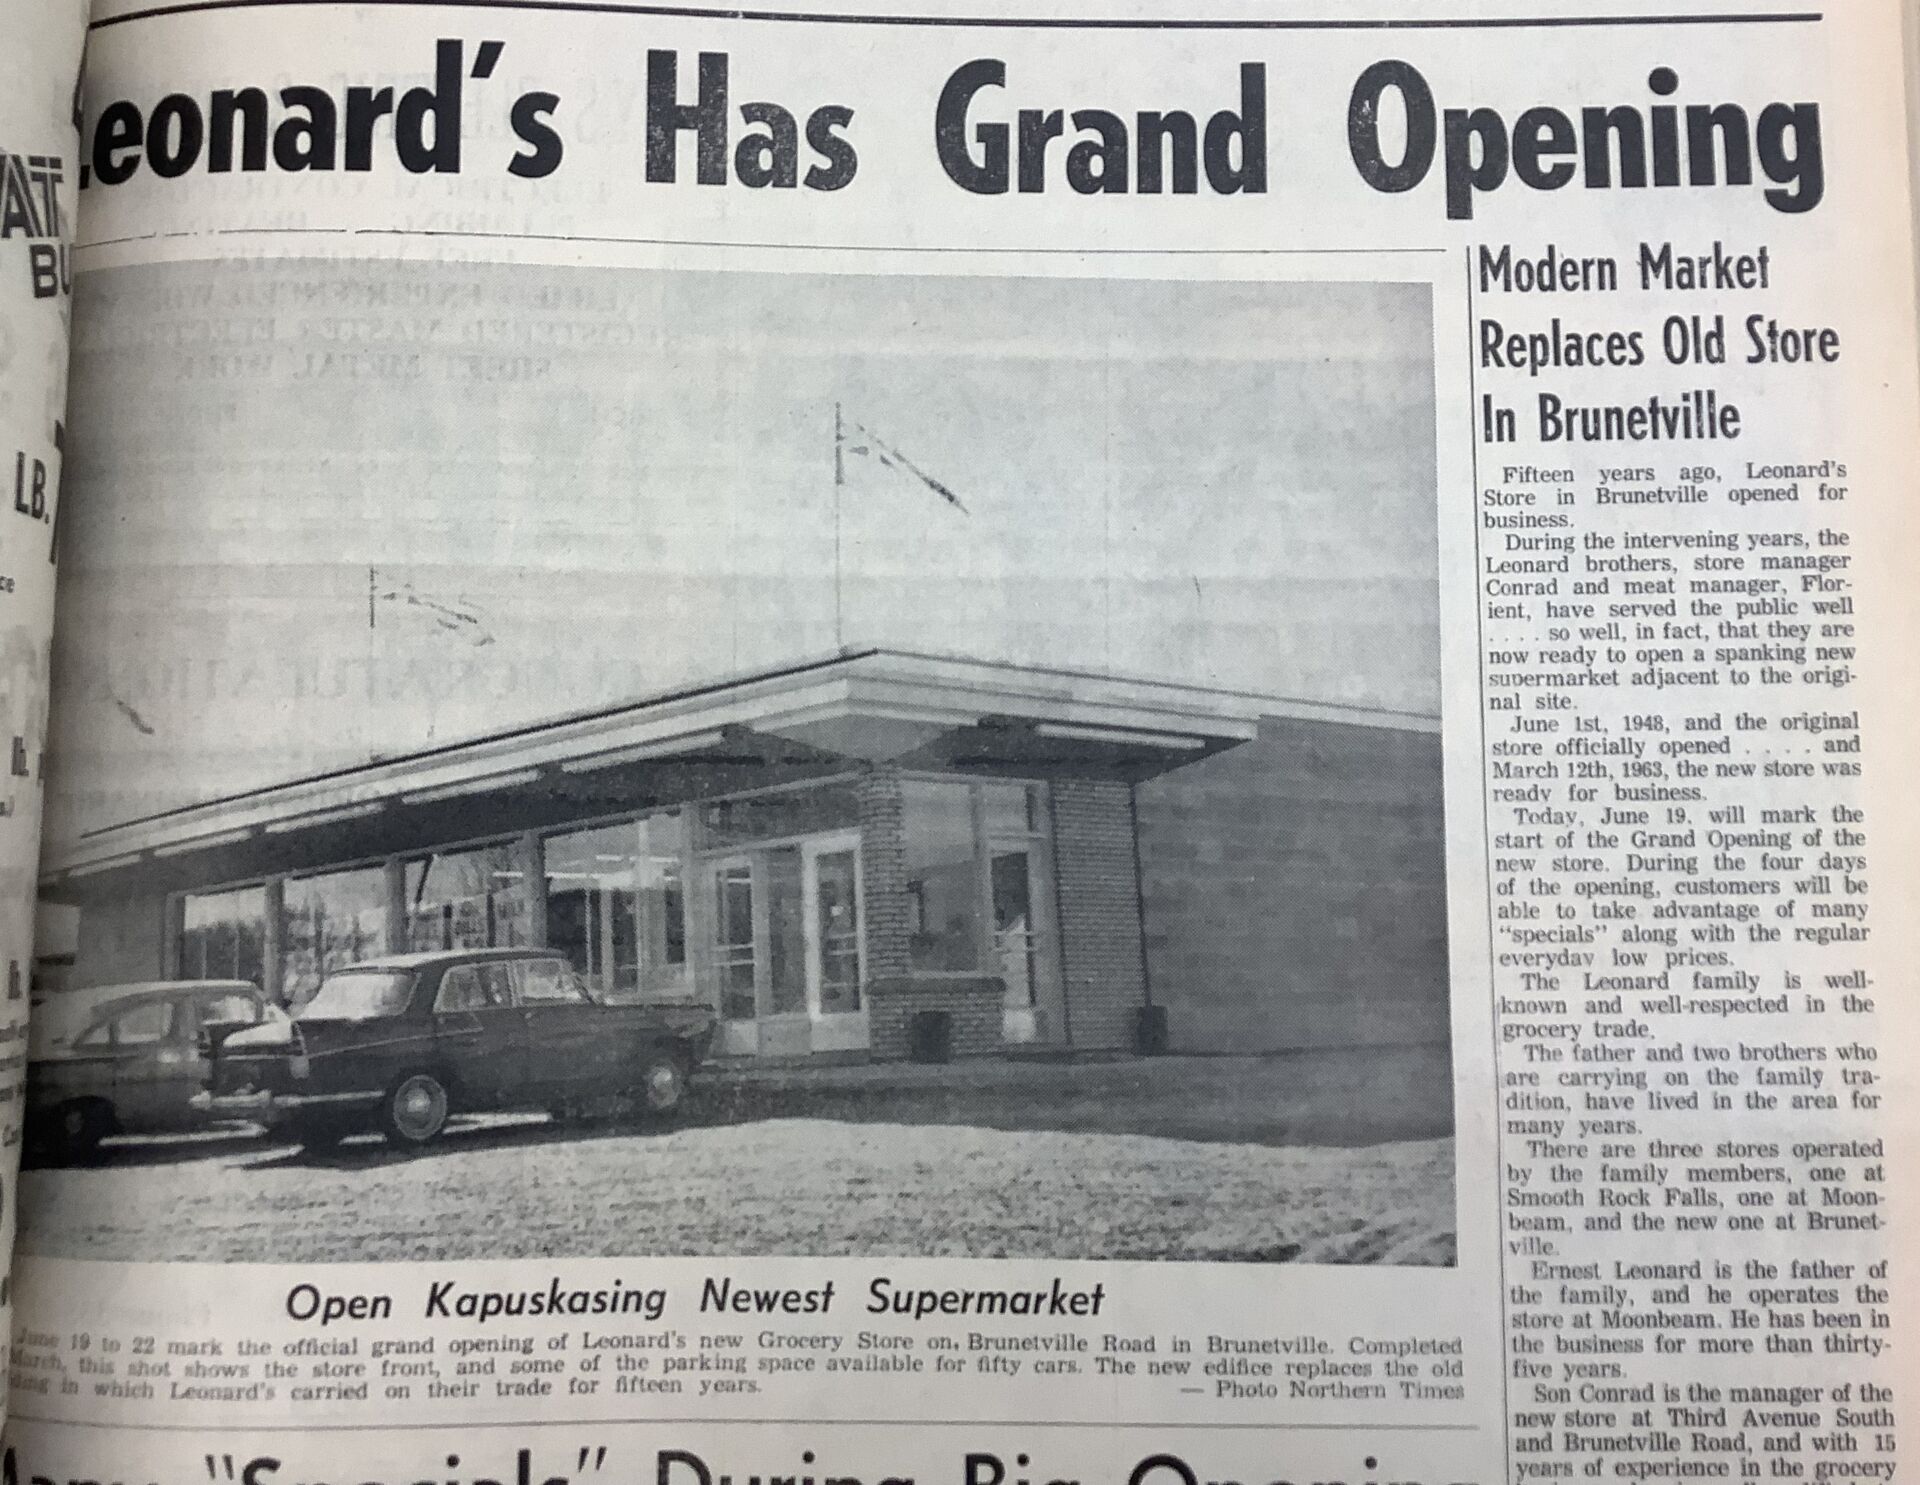 Leonard's Has Grand Opening
AT
BU
LB.
Modern Market
Replaces Old Store
In Brunetville
Fifteen years ago, Leonard's
Store in Brunetville opened for
business.
During the intervening years, the
Leonard brothers, store manager
Conrad and meat manager, Flor-
ient, have served the public well
. . . . so well, in fact, that they are
now ready to open a spanking new
supermarket adjacent to the origi-
nal site.
June 1st, 1948, and the original
store officially opened . . . . and
March 12th, 1963, the new store was
ready for business.
Today, June 19, will mark the
start of the Grand Opening of the
new store. During the four days
of the opening, customers will be
able to take advantage of many
"specials" along with the regular
everyday low prices.
The Leonard family is well-
known and well-respected in the
grocery trade.
The father and two brothers who
are carrying on the family tra-
dition, have lived in the area for
many years.
There are three stores operated
by the family members, one at
Smooth Rock Falls, one at Moon-
beam, and the new one at Brunet-
ville.
Ernest Leonard is the father of
the family, and he operates the
store at Moonbeam. He has been in
the business for more than thirty-
five years.
Son Conrad is the manager of the
new store at Third Avenue South
and Brunetville Road, and with 15
years of experience in the grocery
Open Kapuskasing Newest Supermarket
June 19 to 22 mark the official grand opening of Leonard's new Grocery Store on, Brunetville Road in Brunetville. Completed
March, this shot shows the store front, and some of the parking space available for fifty cars. The new edifice replaces the old
in which Leonard's carried on their trade for fifteen years.
— Photo Northern Times
"Specials" During Big Opening